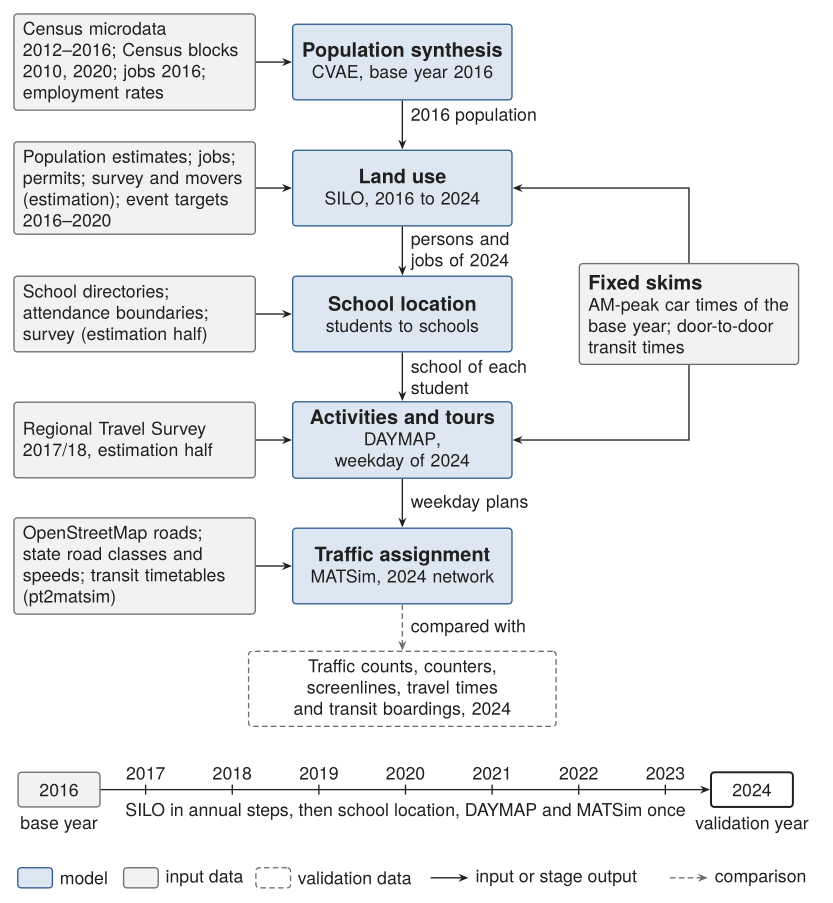 Census microdata
2012–2016; Census blocks
2010, 2020; jobs 2016;
employment rates
Population synthesis
CVAE, base year 2016
2016 population
Population estimates; jobs;
permits; survey and movers
(estimation); event targets
2016–2020
Land use
SILO, 2016 to 2024
persons and
jobs of 2024
Fixed skims
AM-peak car times of the
base year; door-to-door
transit times
School directories;
attendance boundaries;
survey (estimation half)
School location
students to schools
school of each
student
Regional Travel Survey
2017/18, estimation half
Activities and tours
DAYMAP,
weekday of 2024
weekday plans
OpenStreetMap roads;
state road classes and
speeds; transit timetables
(pt2matsim)
Traffic assignment
MATSim, 2024 network
compared with
Traffic counts, counters,
screenlines, travel times
and transit boardings, 2024
2016 2017 2018 2019 2020 2021 2022 2023 2024
SILO in annual steps, then school location, DAYMAP and MATSim once
base year validation year
model input data validation data input or stage output comparison